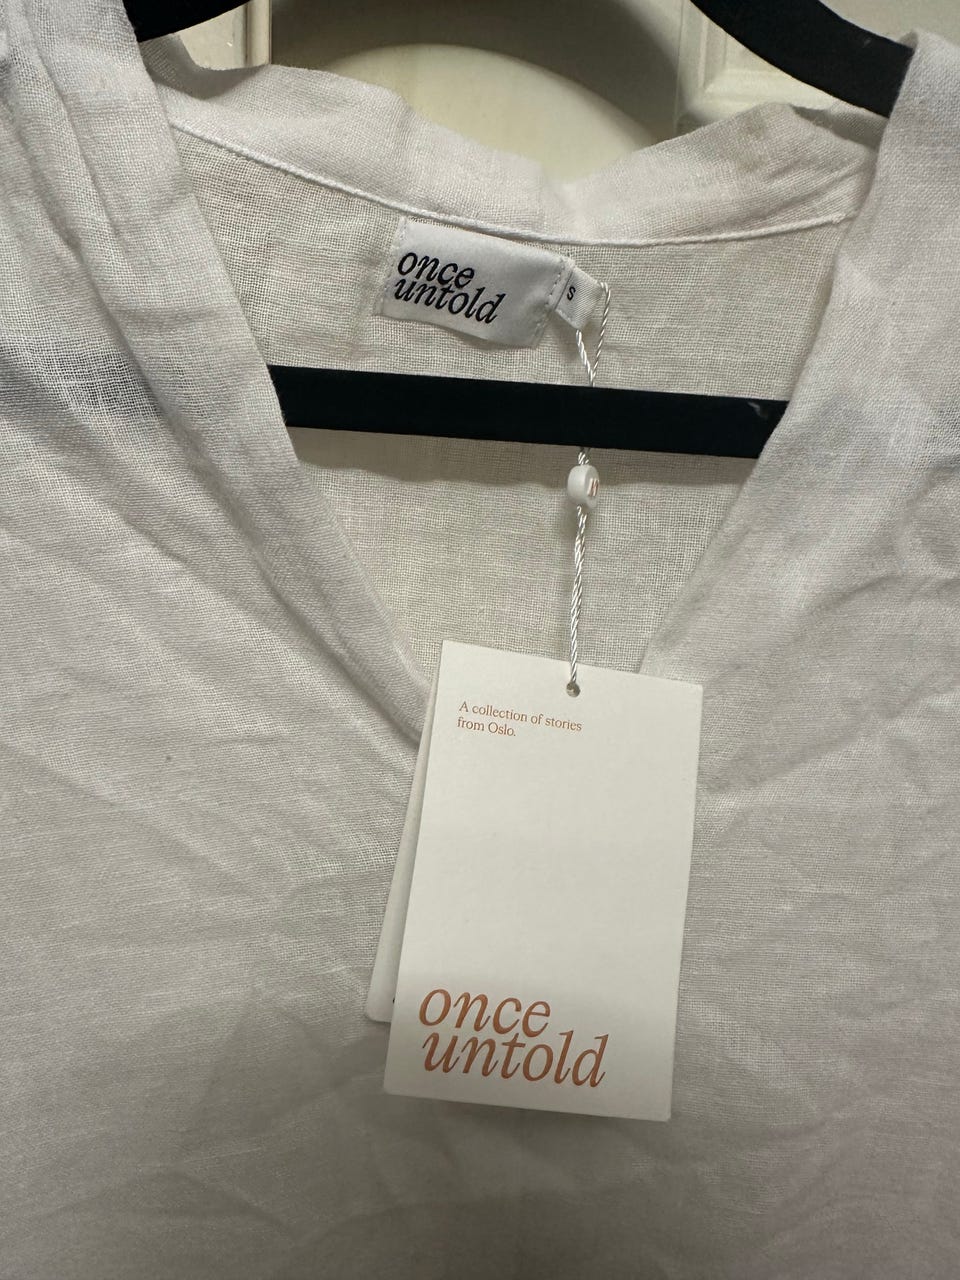 once
untold
S
A collection of stories
from Oslo.
once
untold